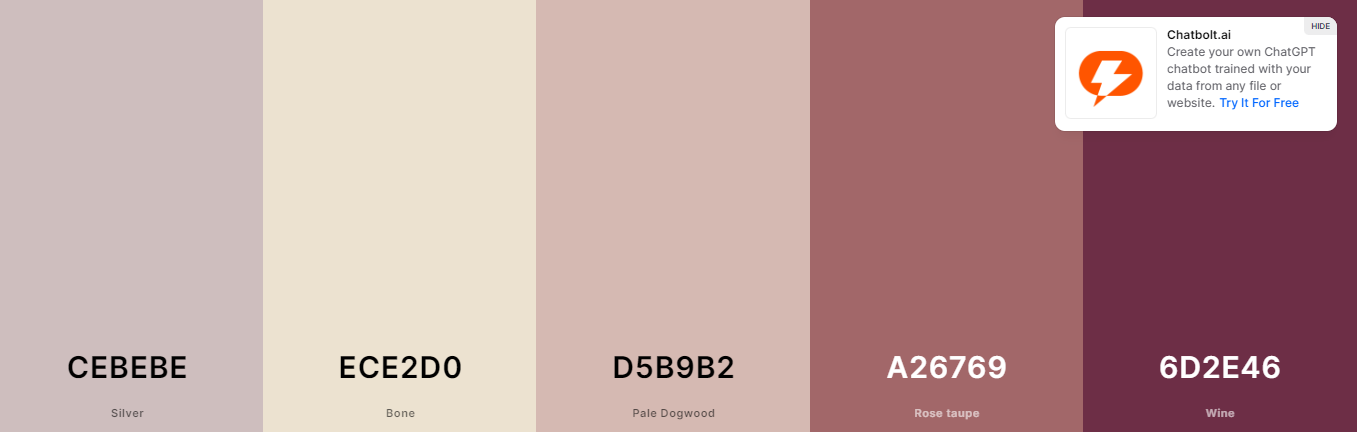 HIDE
Chatbolt.ai
Create your own ChatGPT
chatbot trained with your
data from any file or
website. Try It For Free
CEBEBE
Silver
ECE2D0
Bone
D5B9B2
Pale Dogwood
A26769
Rose taupe
6D2E46
Wine